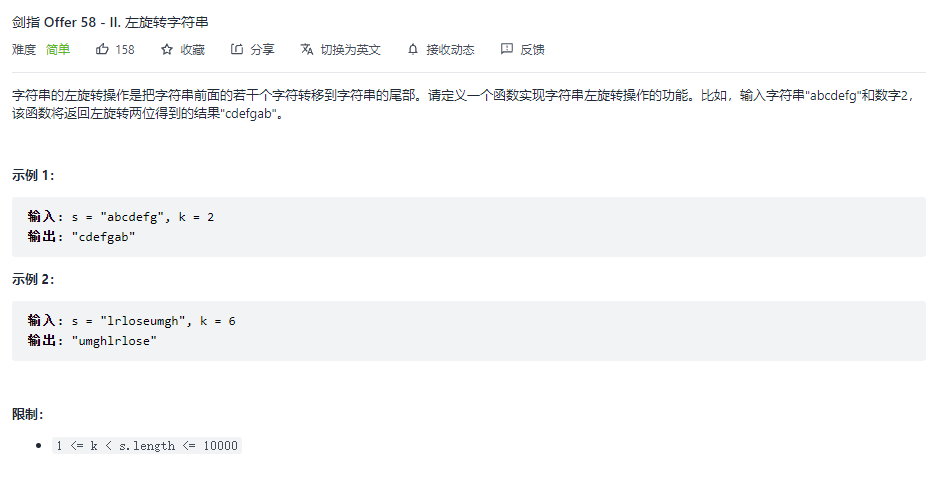 剑指 Offer 58 - II. 左旋转字符串
难度 简单 158 收藏 分享 切换为英文 接收动态 反馈
字符串的左旋转操作是把字符串前面的若干个字符转移到字符串的尾部。请定义一个函数实现字符串左旋转操作的功能。比如，输入字符串"abcdefg"和数字2，
该函数将返回左旋转两位得到的结果"cdefgab"。
示例 1：
输入: s = "abcdefg", k = 2
输出: "cdefgab"
示例 2：
输入: s = "lrloseumgh", k = 6
输出: "umghlrlose"
限制：
1 <= k < s.length <= 10000